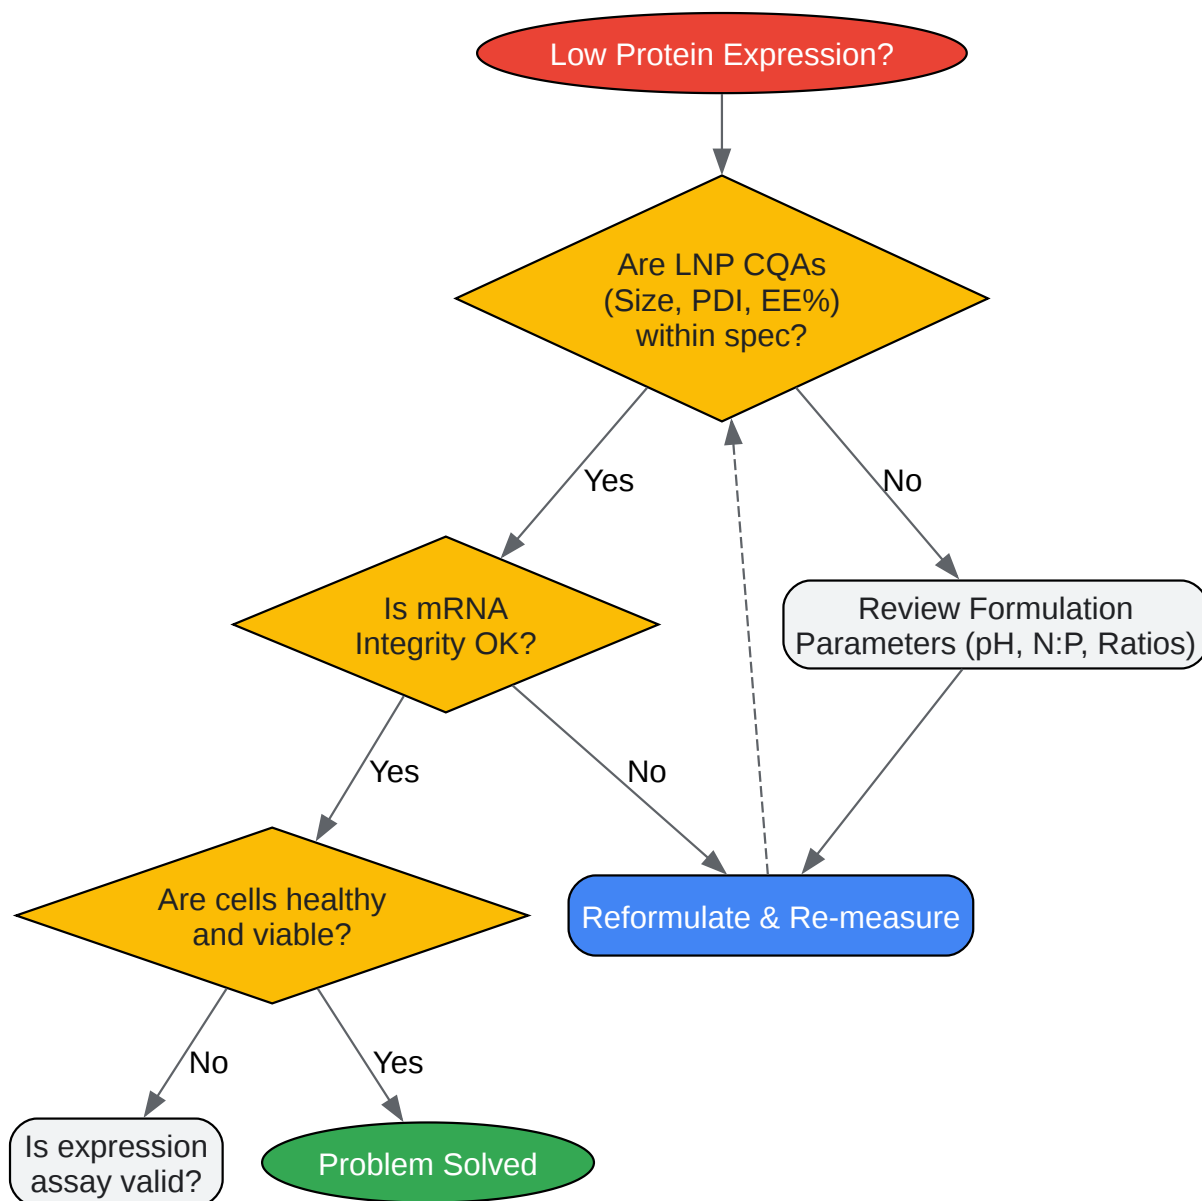 Low Protein Expression?
Are LNP CQAs
(Size, PDI, EE%)
within spec?
Yes
No
Is mRNA
Integrity OK?
Review Formulation
Parameters (pH, N:P, Ratios)
Yes
No
Are cells healthy
and viable?
Reformulate & Re-measure
No
Yes
Is expression
assay valid?
Problem Solved